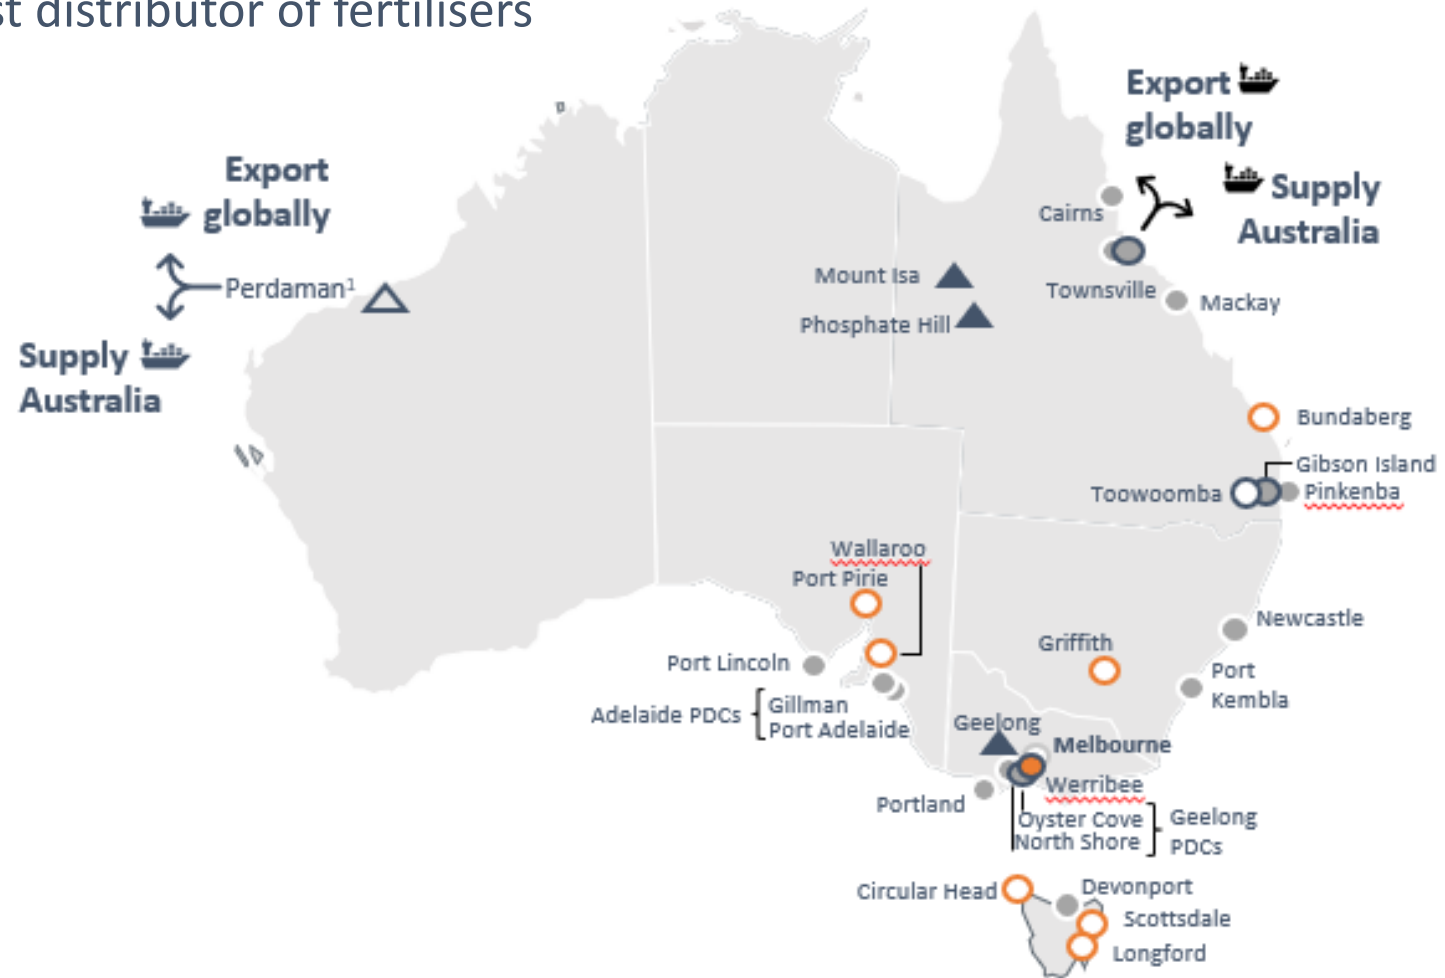 st distributor of fertilisers
Export
globally
Supply
Australia
Cairns
Townsville
Mackay
Mount Isa
Phosphate Hill
Export
globally
Perdaman¹
Supply
Australia
Bundaberg
Gibson Island
Toowoomba
Pinkenba
Wallaroo
Port Pirie
Newcastle
Griffith
Port Lincoln
Port
Kembla
Adelaide PDCs
Gillman
Port Adelaide
Geelong
Melbourne
Werribee
Portland
Oyster Cove
North Shore
Geelong
PDCs
Circular Head
Devonport
Scottsdale
Longford